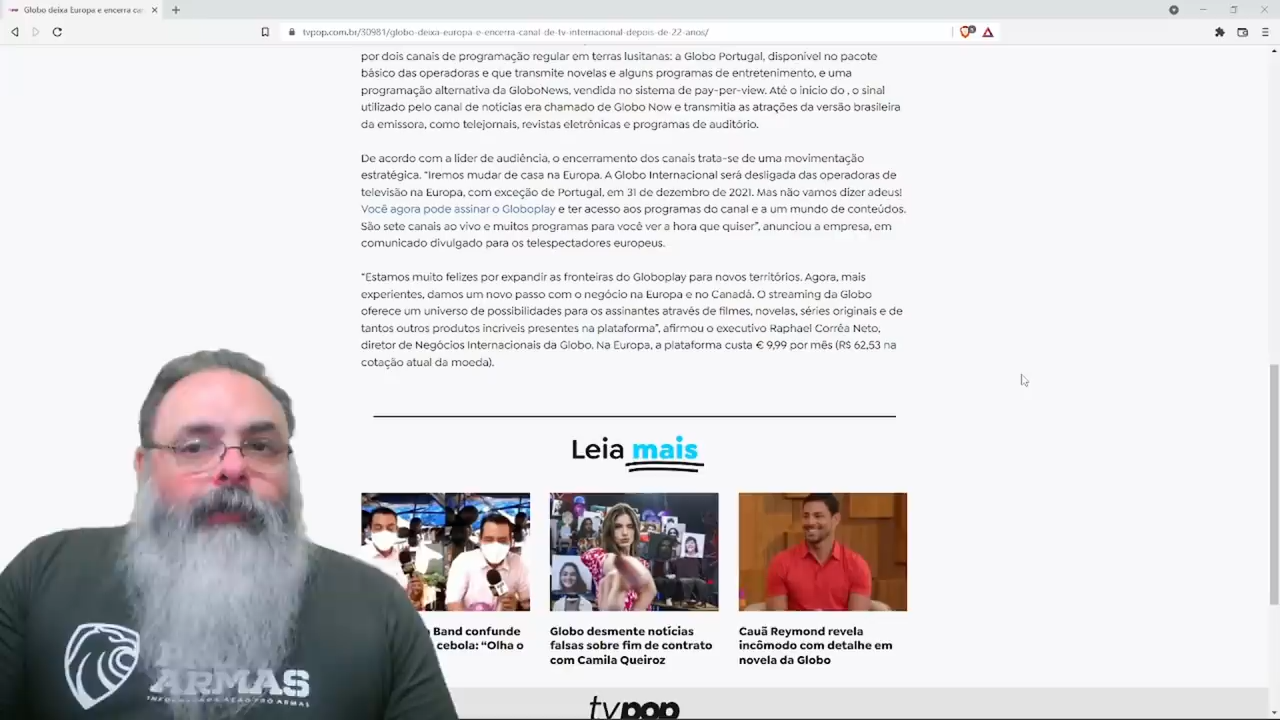 Globo deixa Europa e encerra ca
tvpop.com.br/30981/globo-deixa-europa-e-encerra-canal-de-tv-internacional-depois-de-22-anos/
por dois canais de programação regular em terras lusitanas: a Globo Portugal, disponível no pacote
básico das operadoras e que transmite novelas e alguns programas de entretenimento, e uma
programação alternativa da GloboNews, vendida no sistema de pay-per-view. Até o início do , o sinal
utilizado pelo canal de notícias era chamado de Globo Now e transmitia as atrações da versão brasileira
da emissora, como telejornais, revistas eletrônicas e programas de auditório.
De acordo com a líder de audiência, o encerramento dos canais trata-se de uma movimentação
estratégica. “Iremos mudar de casa na Europa. A Globo Internacional será desligada das operadoras de
televisão na Europa, com exceção de Portugal, em 31 de dezembro de 2021. Mas não vamos dizer adeus!
Você agora pode assinar o Globoplay e ter acesso aos programas do canal e a um mundo de conteúdos.
São sete canais ao vivo e muitos programas para você ver a hora que quiser”, anunciou a empresa, em
comunicado divulgado para os telespectadores europeus.
“Estamos muito felizes por expandir as fronteiras do Globoplay para novos territórios. Agora, mais
experientes, damos um novo passo com o negócio na Europa e no Canadá. O streaming da Globo
oferece um universo de possibilidades para os assinantes através de filmes, novelas, séries originais e de
tantos outros produtos incríveis presentes na plataforma”, afirmou o executivo Raphael Corrêa Neto,
diretor de Negócios Internacionais da Globo. Na Europa, a plataforma custa € 9,99 por mês (R$ 62,53 na
cotação atual da moeda).
Leia mais
Band confunde
cebola: “Olha o
Globo desmente notícias
falsas sobre fim de contrato
com Camila Queiroz
Cauã Reymond revela
incômodo com detalhe em
novela da Globo
ARMAS
tvpop